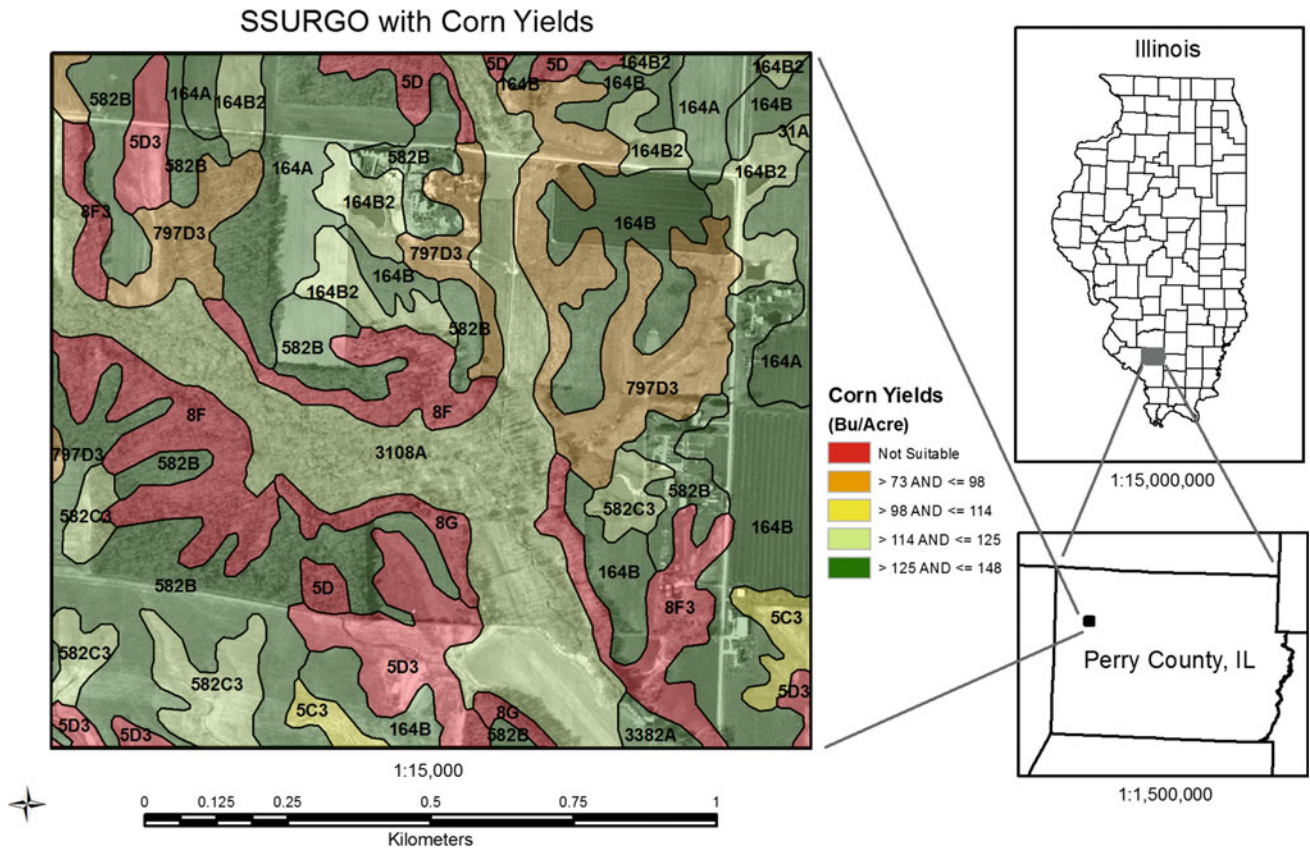 SSURGO with Corn Yields
5D
5D
5D
164B2
164B2
164B
164B
582B
164A
164B2
164A
164B
5D3
31A
582B
164A
582B
164B2
164B2
164B2
8F3
164B
797D3
797D3
164B
164B2
582B
582B
164A
797D3
8F
8F
797D3
3108A
582B
582B
582C3
582C3
8G
164B
164B
582B
5D
8F3
5C3
582C3
582C3
5D3
5D3
5C3
8G
5D3
5D3
164B
582B
3382A
1:15,000
0
0.125
0.25
0.5
0.75
1
Kilometers
Corn Yields
(Bu/Acre)
Not Suitable
> 73 AND <= 98
> 98 AND <= 114
> 114 AND <= 125
> 125 AND <= 148
Illinois
1:15,000,000
Perry County, IL
1:1,500,000